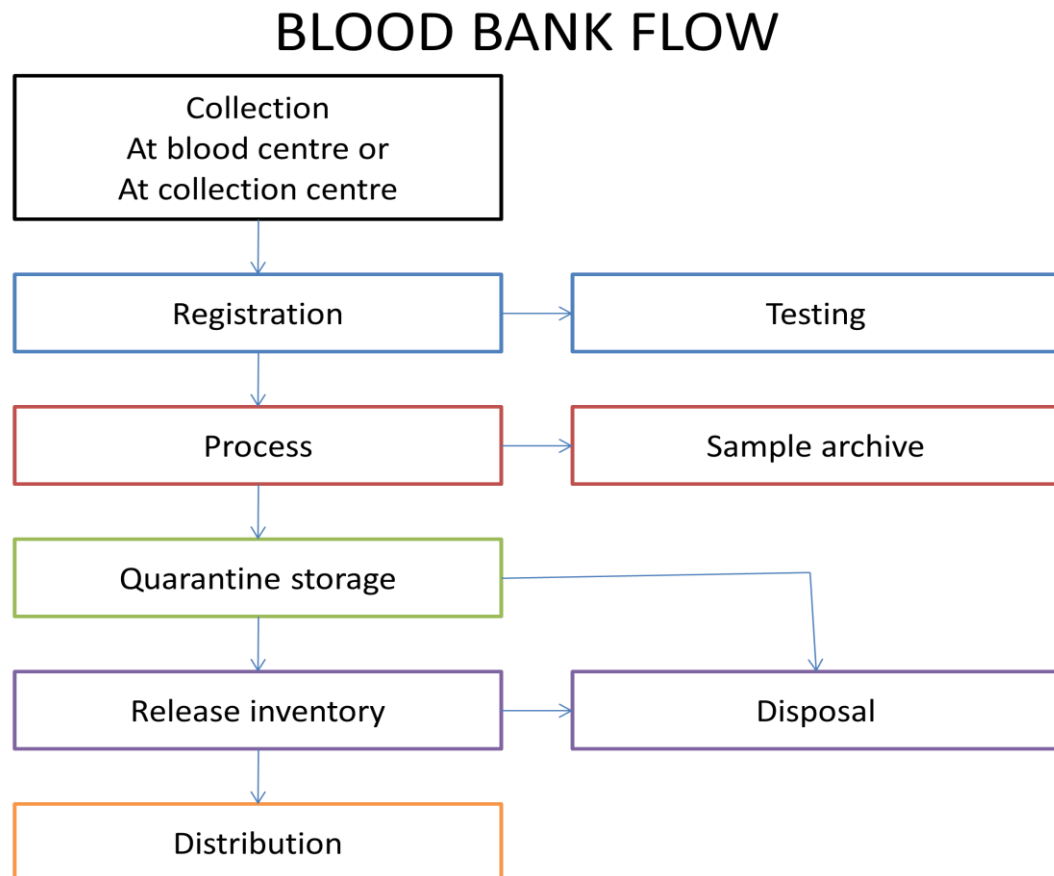 BLOOD BANK FLOW
Collection
At blood centre or
At collection centre
Registration
Testing
Process
Sample archive
Quarantine storage
Release inventory
Disposal
Distribution